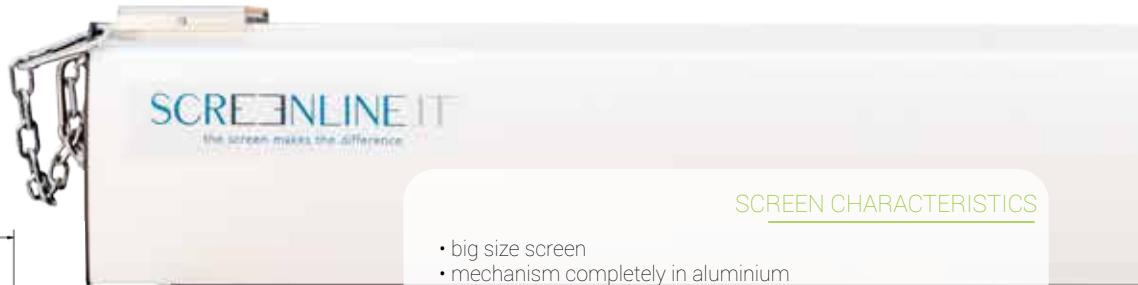 SCREENLINE IT
the screen makes the difference
SCREEN CHARACTERISTICS
• big size screen
• mechanism completely in aluminium